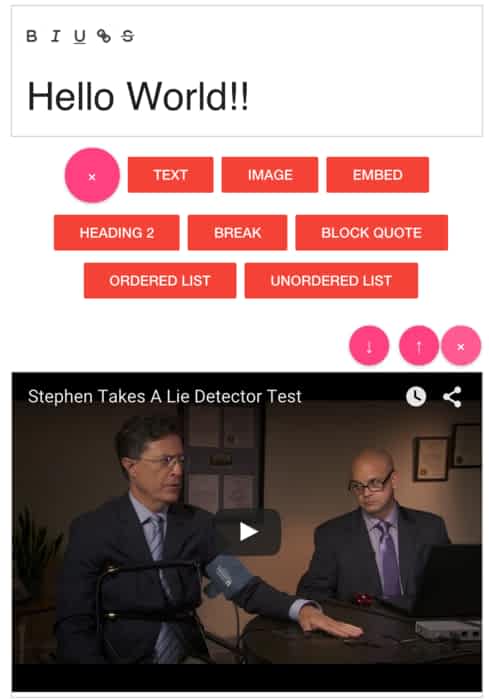 B I U S
Hello World!!
× TEXT IMAGE EMBED
HEADING 2 BREAK BLOCK QUOTE
ORDERED LIST UNORDERED LIST
↓ ↑ ×
Stephen Takes A Lie Detector Test